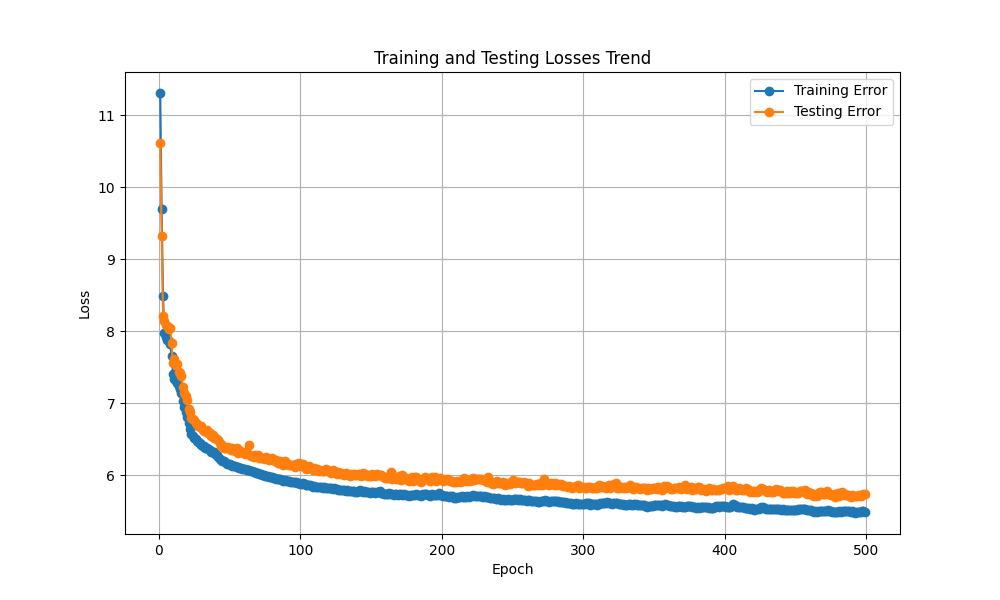 Training and Testing Losses Trend
Training Error
Testing Error
11
10
9
8
7
6
Loss
0 100 200 300 400 500
Epoch